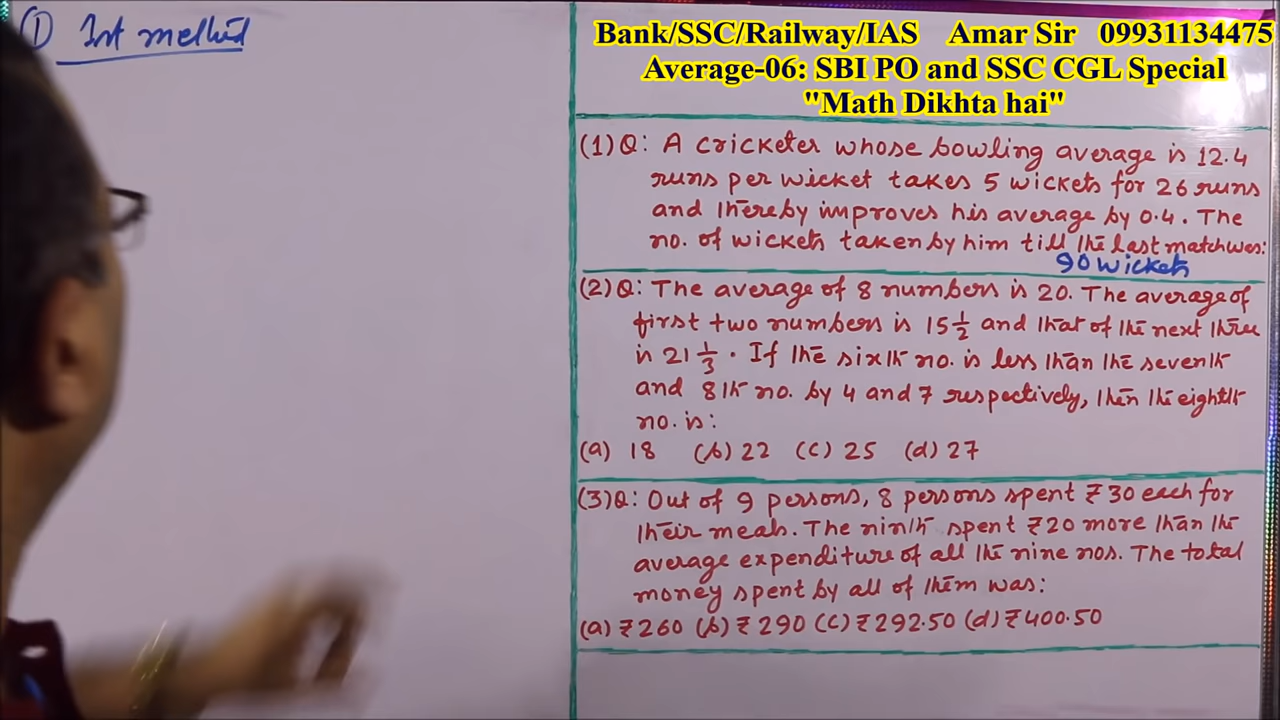 ① Ist method
Bank/SSC/Railway/IAS Amar Sir 09931134475
Average-06: SBI PO and SSC CGL Special
"Math Dikhta hai"
(1)Q: A cricketer whose bowling average is 12.4
runs per wicket takes 5 wickets for 26 runs
and thereby improves his average by 0.4. The
no. of wickets taken by him till the last match was:
90 wickets
(2)Q: The average of 8 numbers is 20. The average of
first two numbers is 15 1/2 and that of the next three
is 21 1/3. If the sixth no. is less than the seventh
and 8th no. by 4 and 7 respectively, then the eighth
no. is:
(a) 18 (b) 22 (c) 25 (d) 27
(3)Q: Out of 9 persons, 8 persons spent ₹30 each for
their meals. The ninth spent ₹20 more than the
average expenditure of all the nine nos. The total
money spent by all of them was:
(a) ₹260 (b) ₹290 (c) ₹292.50 (d) ₹400.50